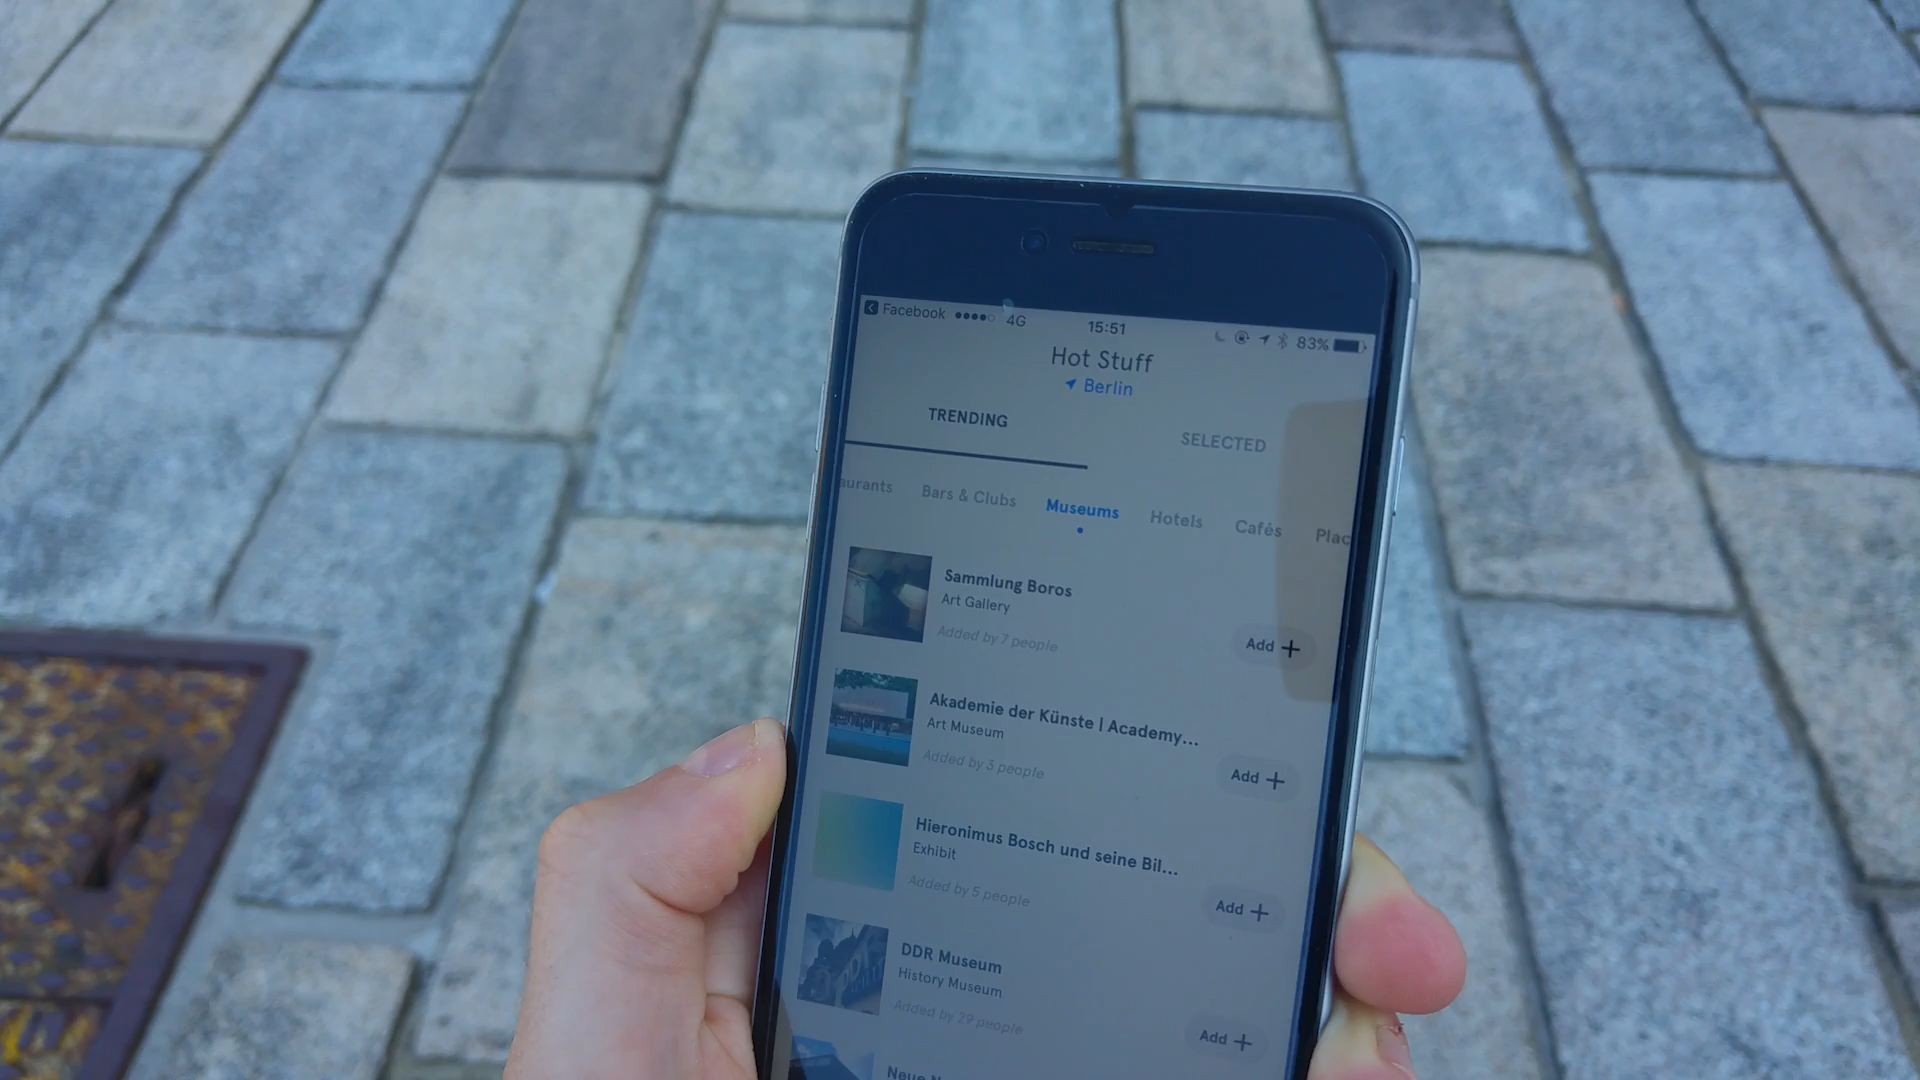 Facebook 4G 15:51 83%
Hot Stuff
Berlin
TRENDING SELECTED
aurants Bars & Clubs Museums Hotels Cafés Plac
Sammlung Boros
Art Gallery
Added by 7 people
Add +
Akademie der Künste | Academy...
Art Museum
Added by 3 people
Add +
Hieronimus Bosch und seine Bil...
Exhibit
Added by 5 people
Add +
DDR Museum
History Museum
Added by 29 people
Add +
Neue